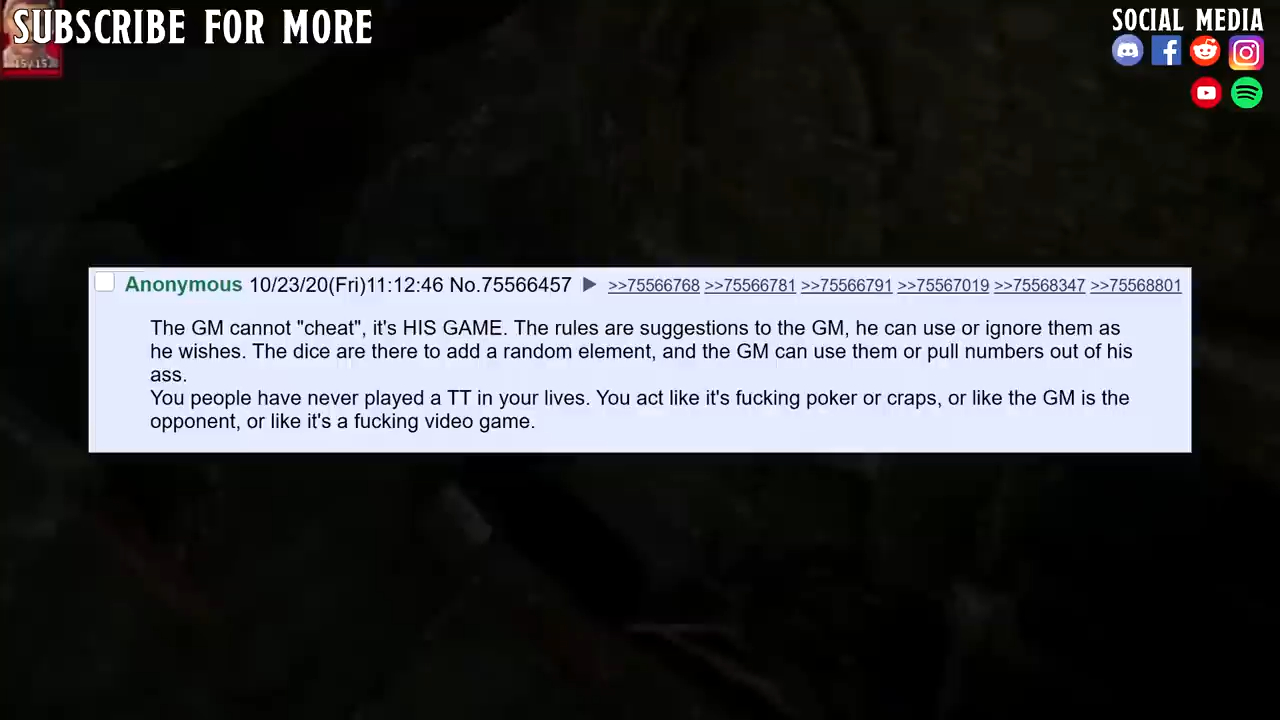 SUBSCRIBE FOR MORE
SOCIAL MEDIA
15/15
Anonymous 10/23/20(Fri)11:12:46 No.75566457 ▶ >>75566768 >>75566781 >>75566791 >>75567019 >>75568347 >>75568801
The GM cannot "cheat", it's HIS GAME. The rules are suggestions to the GM, he can use or ignore them as
he wishes. The dice are there to add a random element, and the GM can use them or pull numbers out of his
ass.
You people have never played a TT in your lives. You act like it's fucking poker or craps, or like the GM is the
opponent, or like it's a fucking video game.